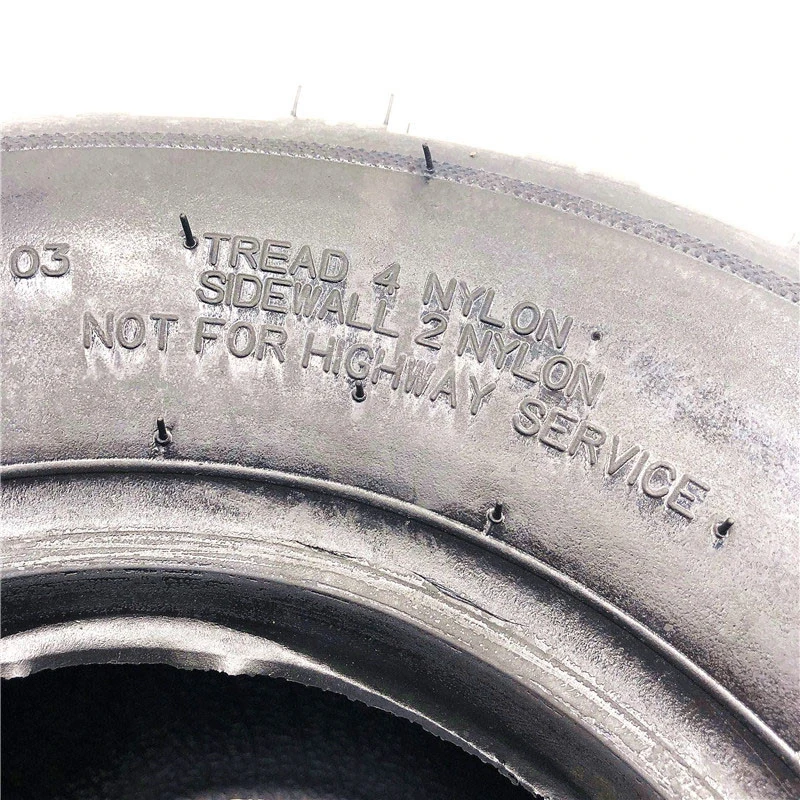 03
TREAD 4 NYLON
SIDEWALL 2 NYLON
NOT FOR HIGHWAY SERVICE